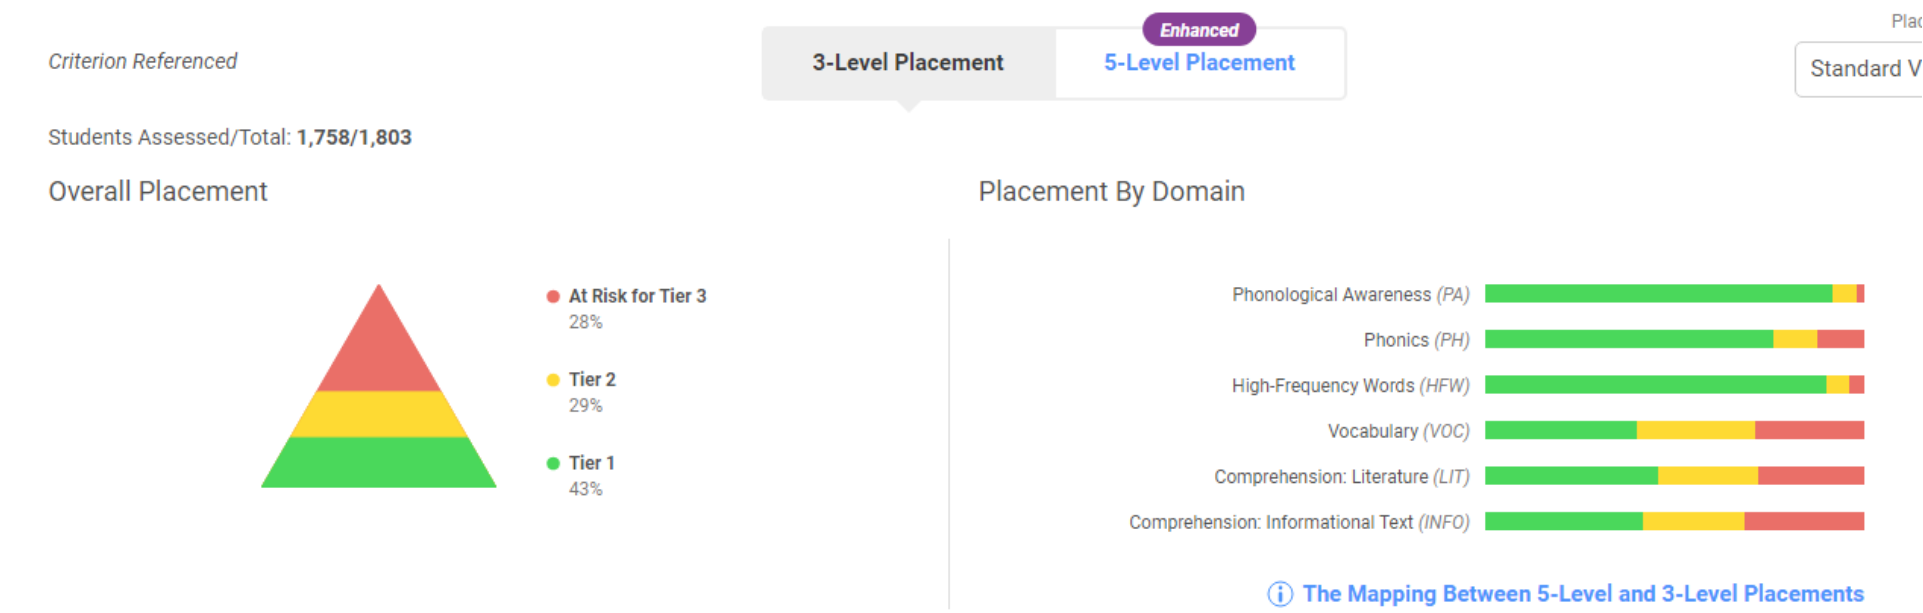 Criterion Referenced
3-Level Placement
Enhanced
5-Level Placement
Standard
Students Assessed/Total: 1,758/1,803
Overall Placement
At Risk for Tier 3
28%
Tier 2
29%
Tier 1
43%
Placement By Domain
Phonological Awareness (PA)
Phonics (PH)
High-Frequency Words (HFW)
Vocabulary (VOC)
Comprehension: Literature (LIT)
Comprehension: Informational Text (INFO)
The Mapping Between 5-Level and 3-Level Placements